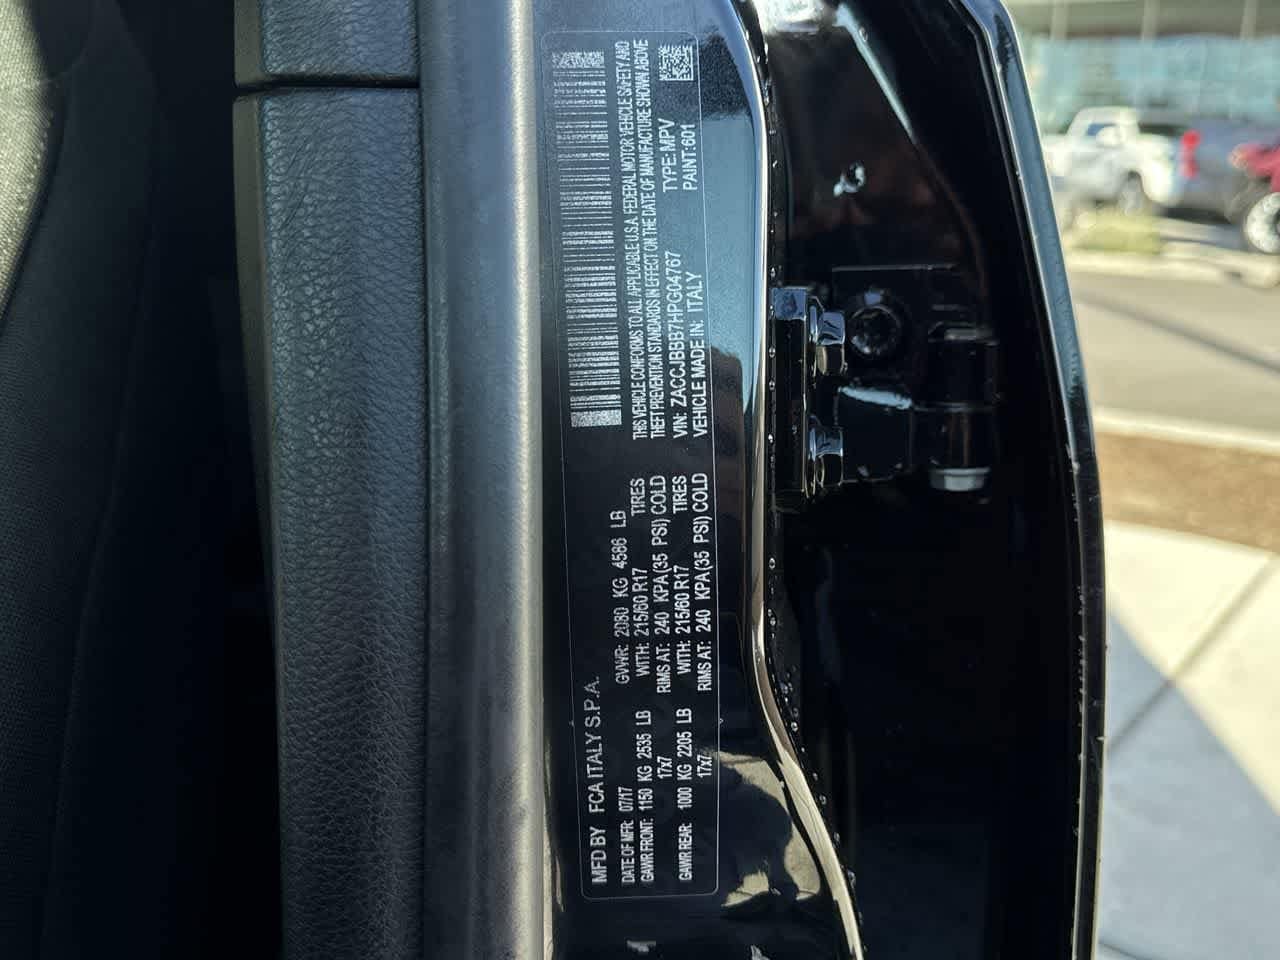 MFD BY FCA ITALY S.P.A.
DATE OF MFR: 07/17 GVWR: 2080 KG 4586 LB
GAWR FRONT: 1150 KG 2535 LB WITH: 215/60 R17 TIRES
17x7 RIMS AT: 240 KPA(35 PSI) COLD
GAWR REAR: 1000 KG 2205 LB WITH: 215/60 R17 TIRES
17x7 RIMS AT: 240 KPA(35 PSI) COLD
THIS VEHICLE CONFORMS TO ALL APPLICABLE U.S.A. FEDERAL MOTOR VEHICLE SAFETY AND
THEFT PREVENTION STANDARDS IN EFFECT ON THE DATE OF MANUFACTURE SHOWN ABOVE
VIN: ZACCJBBB7HPG04767 TYPE: MPV
VEHICLE MADE IN: ITALY PAINT:601